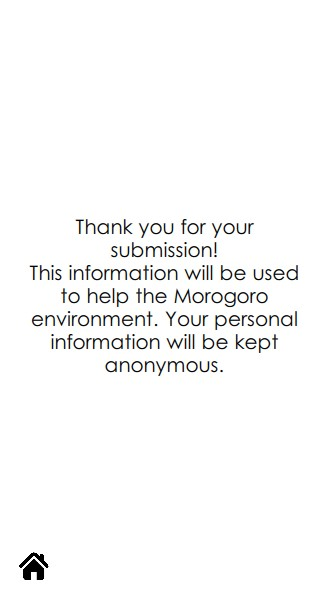 Thank you for your
submission!
This information will be used
to help the Morogoro
environment. Your personal
information will be kept
anonymous.